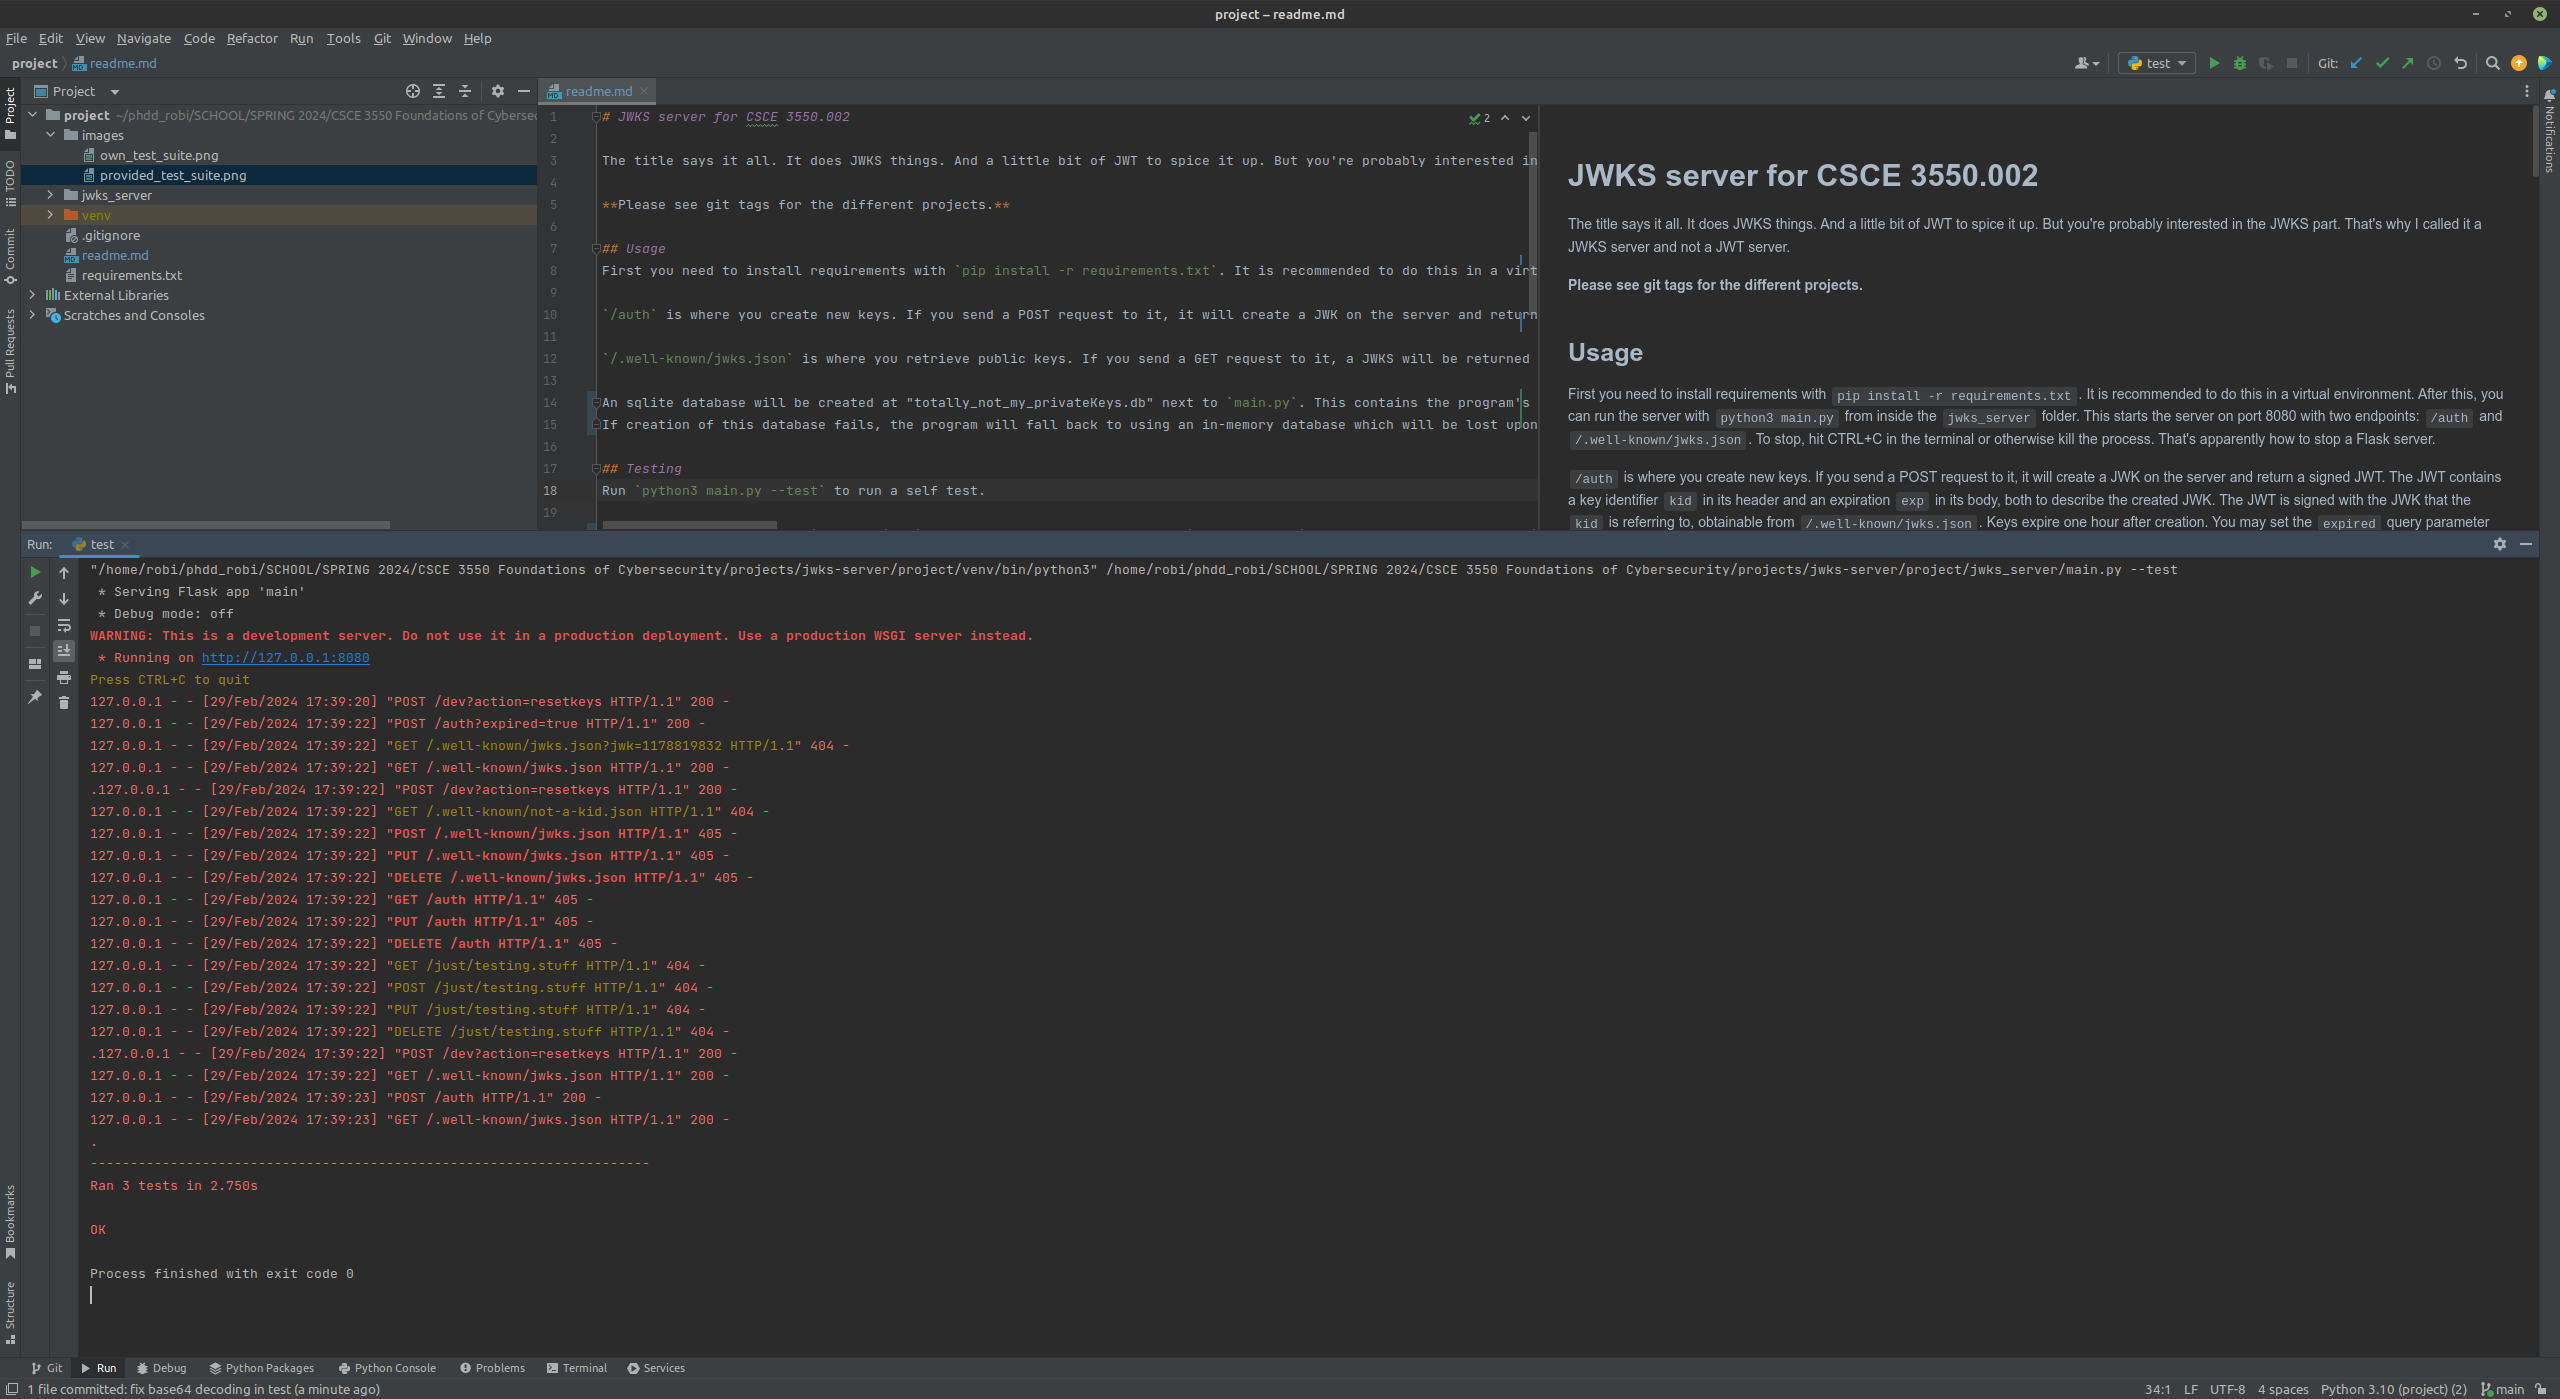 project – readme.md
File Edit View Navigate Code Refactor Run Tools Git Window Help
project readme.md
test Git:
Project
readme.md
project ~/phdd_robi/SCHOOL/SPRING 2024/CSCE 3550 Foundations of Cybersec
images
own_test_suite.png
provided_test_suite.png
jwks_server
venv
.gitignore
readme.md
requirements.txt
External Libraries
Scratches and Consoles
Project
TODO
Commit
Pull Requests
Bookmarks
Structure
Notifications
2
1 # JWKS server for CSCE 3550.002
2
3 The title says it all. It does JWKS things. And a little bit of JWT to spice it up. But you're probably interested in
4
5 **Please see git tags for the different projects.**
6
7 ## Usage
8 First you need to install requirements with `pip install -r requirements.txt`. It is recommended to do this in a virt
9
10 `/auth` is where you create new keys. If you send a POST request to it, it will create a JWK on the server and return
11
12 `/.well-known/jwks.json` is where you retrieve public keys. If you send a GET request to it, a JWKS will be returned
13
14 An sqlite database will be created at "totally_not_my_privateKeys.db" next to `main.py`. This contains the program's
15 If creation of this database fails, the program will fall back to using an in-memory database which will be lost upon
16
17 ## Testing
18 Run `python3 main.py --test` to run a self test.
19
JWKS server for CSCE 3550.002
The title says it all. It does JWKS things. And a little bit of JWT to spice it up. But you're probably interested in the JWKS part. That's why I called it a
JWKS server and not a JWT server.
Please see git tags for the different projects.
Usage
First you need to install requirements with pip install -r requirements.txt . It is recommended to do this in a virtual environment. After this, you
can run the server with python3 main.py from inside the jwks_server folder. This starts the server on port 8080 with two endpoints: /auth and
/.well-known/jwks.json . To stop, hit CTRL+C in the terminal or otherwise kill the process. That's apparently how to stop a Flask server.
/auth is where you create new keys. If you send a POST request to it, it will create a JWK on the server and return a signed JWT. The JWT contains
a key identifier kid in its header and an expiration exp in its body, both to describe the created JWK. The JWT is signed with the JWK that the
kid is referring to, obtainable from /.well-known/jwks.json . Keys expire one hour after creation. You may set the expired query parameter
Run: test
"/home/robi/phdd_robi/SCHOOL/SPRING 2024/CSCE 3550 Foundations of Cybersecurity/projects/jwks-server/project/venv/bin/python3" /home/robi/phdd_robi/SCHOOL/SPRING 2024/CSCE 3550 Foundations of Cybersecurity/projects/jwks-server/project/jwks_server/main.py --test
* Serving Flask app 'main'
* Debug mode: off
WARNING: This is a development server. Do not use it in a production deployment. Use a production WSGI server instead.
* Running on http://127.0.0.1:8080
Press CTRL+C to quit
127.0.0.1 - - [29/Feb/2024 17:39:20] "POST /dev?action=resetkeys HTTP/1.1" 200 -
127.0.0.1 - - [29/Feb/2024 17:39:22] "POST /auth?expired=true HTTP/1.1" 200 -
127.0.0.1 - - [29/Feb/2024 17:39:22] "GET /.well-known/jwks.json?jwk=1178819832 HTTP/1.1" 404 -
127.0.0.1 - - [29/Feb/2024 17:39:22] "GET /.well-known/jwks.json HTTP/1.1" 200 -
.127.0.0.1 - - [29/Feb/2024 17:39:22] "POST /dev?action=resetkeys HTTP/1.1" 200 -
127.0.0.1 - - [29/Feb/2024 17:39:22] "GET /.well-known/not-a-kid.json HTTP/1.1" 404 -
127.0.0.1 - - [29/Feb/2024 17:39:22] "POST /.well-known/jwks.json HTTP/1.1" 405 -
127.0.0.1 - - [29/Feb/2024 17:39:22] "PUT /.well-known/jwks.json HTTP/1.1" 405 -
127.0.0.1 - - [29/Feb/2024 17:39:22] "DELETE /.well-known/jwks.json HTTP/1.1" 405 -
127.0.0.1 - - [29/Feb/2024 17:39:22] "GET /auth HTTP/1.1" 405 -
127.0.0.1 - - [29/Feb/2024 17:39:22] "PUT /auth HTTP/1.1" 405 -
127.0.0.1 - - [29/Feb/2024 17:39:22] "DELETE /auth HTTP/1.1" 405 -
127.0.0.1 - - [29/Feb/2024 17:39:22] "GET /just/testing.stuff HTTP/1.1" 404 -
127.0.0.1 - - [29/Feb/2024 17:39:22] "POST /just/testing.stuff HTTP/1.1" 404 -
127.0.0.1 - - [29/Feb/2024 17:39:22] "PUT /just/testing.stuff HTTP/1.1" 404 -
127.0.0.1 - - [29/Feb/2024 17:39:22] "DELETE /just/testing.stuff HTTP/1.1" 404 -
.127.0.0.1 - - [29/Feb/2024 17:39:22] "POST /dev?action=resetkeys HTTP/1.1" 200 -
127.0.0.1 - - [29/Feb/2024 17:39:22] "GET /.well-known/jwks.json HTTP/1.1" 200 -
127.0.0.1 - - [29/Feb/2024 17:39:23] "POST /auth HTTP/1.1" 200 -
127.0.0.1 - - [29/Feb/2024 17:39:23] "GET /.well-known/jwks.json HTTP/1.1" 200 -
.
----------------------------------------------------------------------
Ran 3 tests in 2.750s
OK
Process finished with exit code 0
Git Run Debug Python Packages Python Console Problems Terminal Services
1 file committed: fix base64 decoding in test (a minute ago) 34:1 LF UTF-8 4 spaces Python 3.10 (project) (2) main